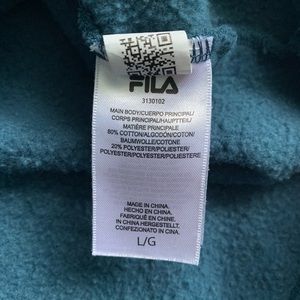 FILA
3130102
MAIN BODY/CUERPO PRINCIPAL/
CORPS PRINCIPAL/HAUPTTEIL/
MATIÈRE PRINCIPALE
80% COTTON/ALGODÓN/COTON/
BAUMWOLLE/COTONE
20% POLYESTER/POLIESTER/
POLYESTER/POLYESTER/POLIESTERE
MADE IN CHINA.
HECHO EN CHINA.
FABRIQUÉ EN CHINE.
IN CHINA HERGESTELLT.
CONFEZIONATO IN CINA.
L/G